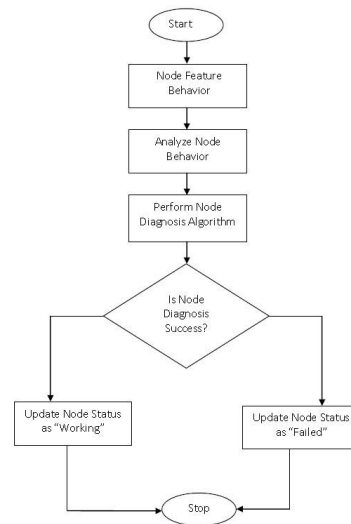 Start
Node Feature
Behavior
Analyze Node
Behavior
Perform Node
Diagnosis Algorithm
Is Node
Diagnosis
Success?
Update Node Status
as "Working"
Update Node Status
as "Failed"
Stop